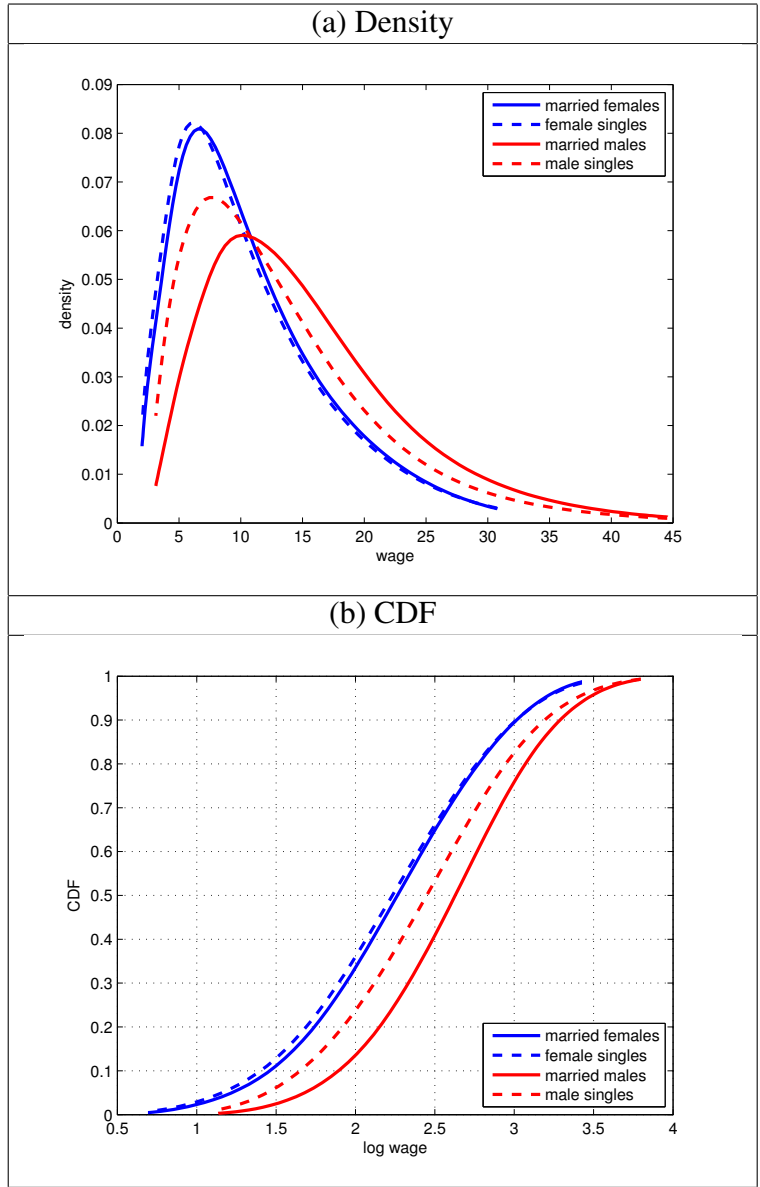 (a) Density
0.09
0.08
0.07
0.06
0.05
0.04
0.03
0.02
0.01
0
density
married females
female singles
married males
male singles
0 5 10 15 20 25 30 35 40 45
wage
(b) CDF
1
0.9
0.8
0.7
0.6
0.5
0.4
0.3
0.2
0.1
0
CDF
married females
female singles
married males
male singles
0.5 1 1.5 2 2.5 3 3.5 4
log wage